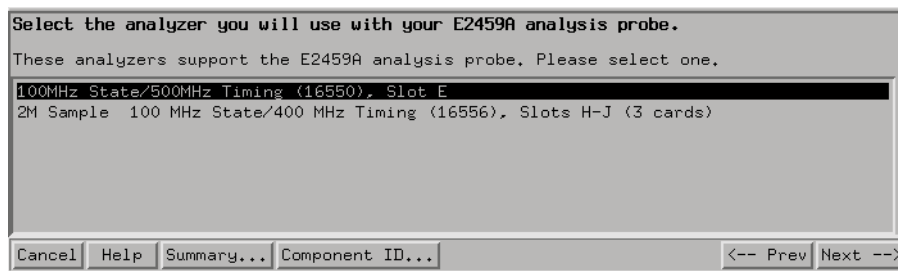 Select the analyzer you will use with your E2459A analysis probe.
These analyzers support the E2459A analysis probe. Please select one.
100MHz State/500MHz Timing (16550), Slot E
2M Sample  100 MHz State/400 MHz Timing (16556), Slots H-J (3 cards)
Cancel Help Summary... Component ID... <-- Prev Next -->